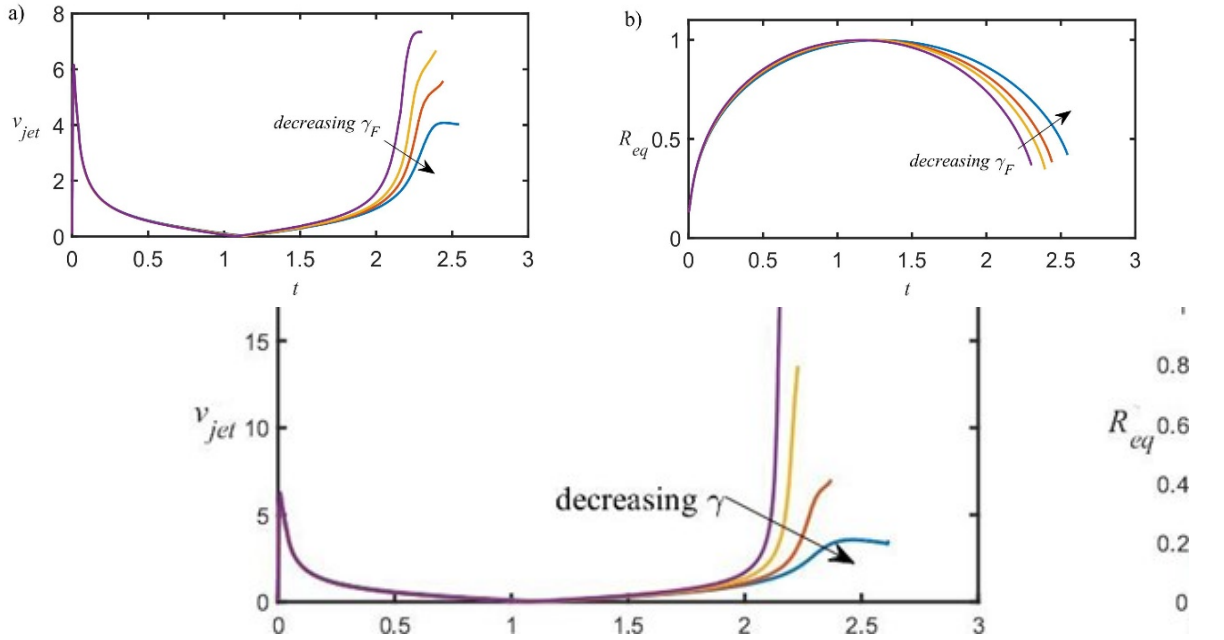 a)
8
6
v_jet 4
2
0
decreasing γ_F
0 0.5 1 1.5 2 2.5 3
t
b)
1
R_eq 0.5
0
decreasing γ_F
0 0.5 1 1.5 2 2.5 3
t
15
v_jet 10
5
0
decreasing γ
0 0.5 1 1.5 2 2.5 3
0.8
R_eq 0.6
0.4
0.2
0